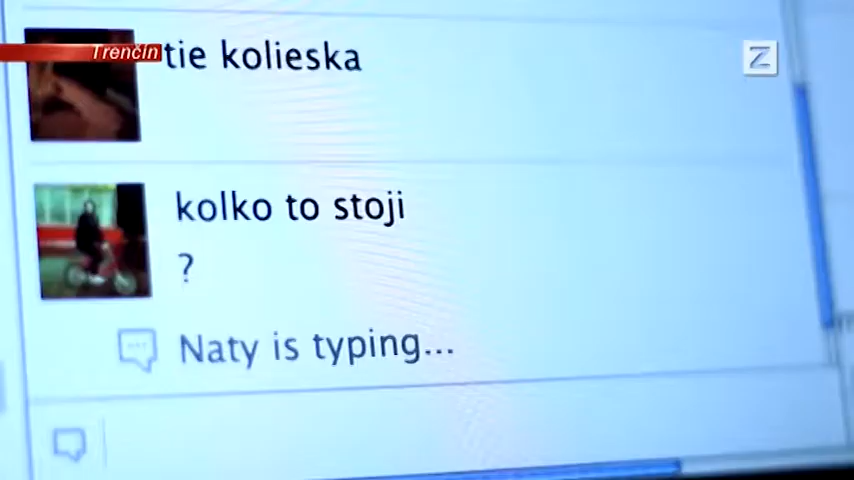 Trenčín
tie kolieska
Z
kolko to stoji
?
Naty is typing...